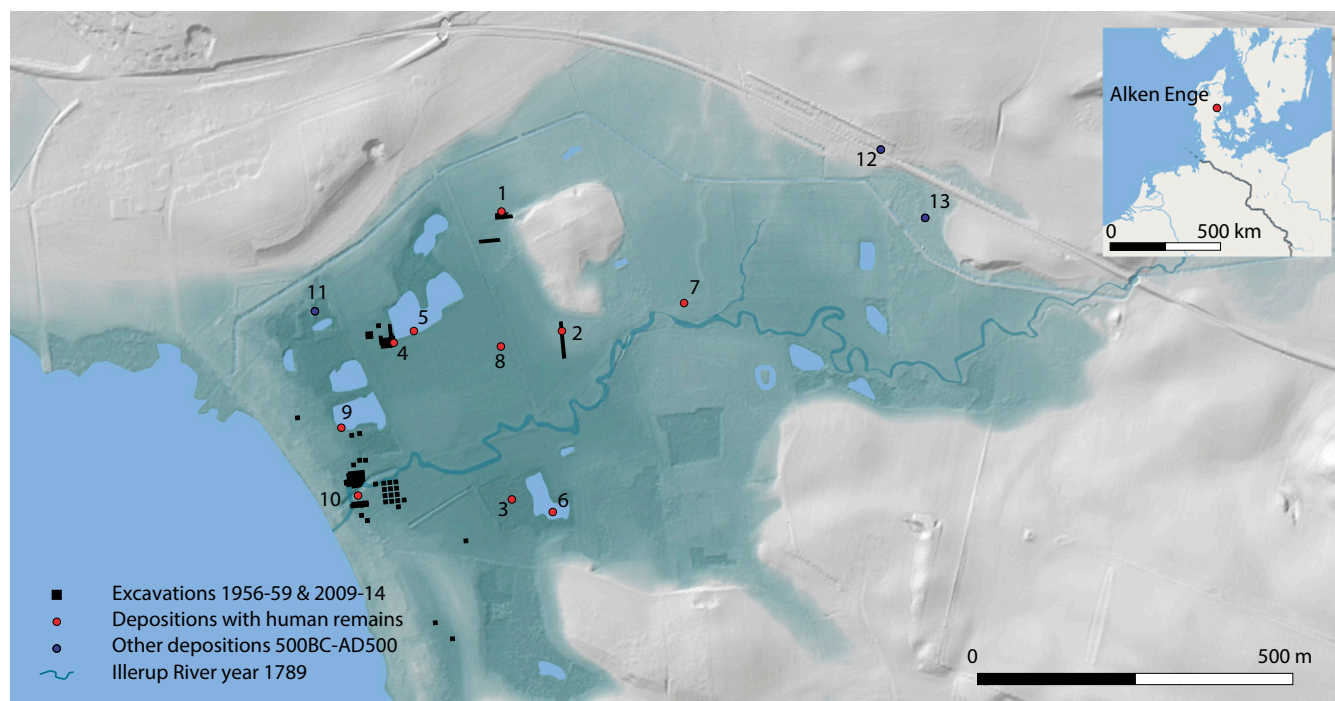 Alken Enge
0 500 km
12
13
1
11
7
5
2
4
8
9
10
3
6
Excavations 1956-59 & 2009-14
Depositions with human remains
Other depositions 500BC-AD500
Illerup River year 1789
0 500 m